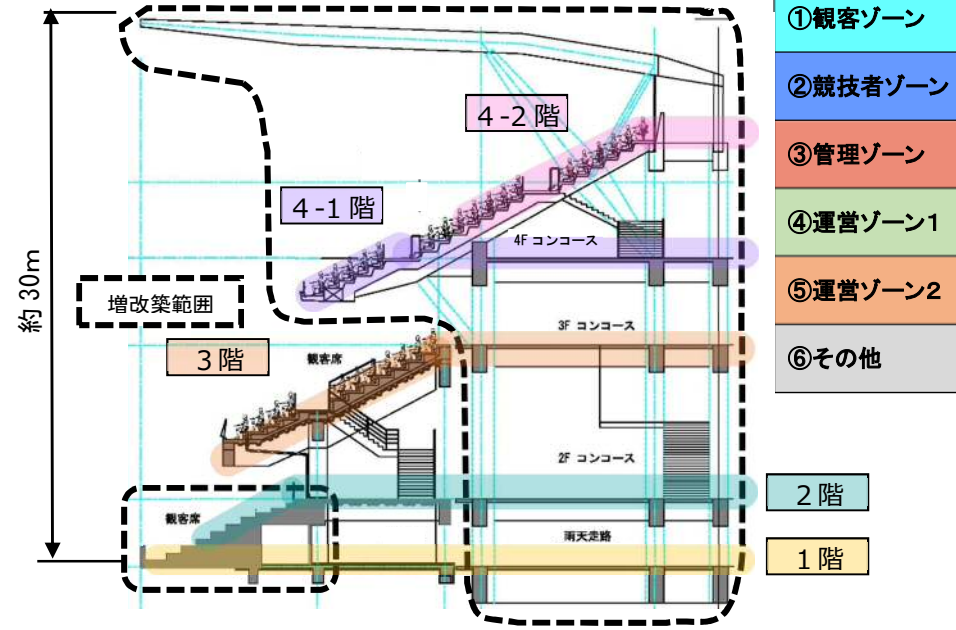 約 30m
増改築範囲
4-2 階
4-1 階
3 階
2 階
1 階
4F コンコース
3F コンコース
観客席
2F コンコース
観客席
雨天走路
①観客ゾーン
②競技者ゾーン
③管理ゾーン
④運営ゾーン1
⑤運営ゾーン2
⑥その他